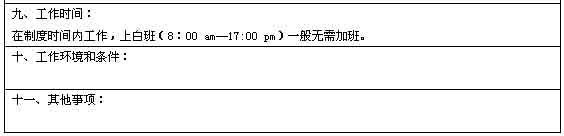 九、工作时间：
在制度时间内工作，上白班（8：00 am—17:00 pm）一般无需加班。
十、工作环境和条件：
十一、其他事项：